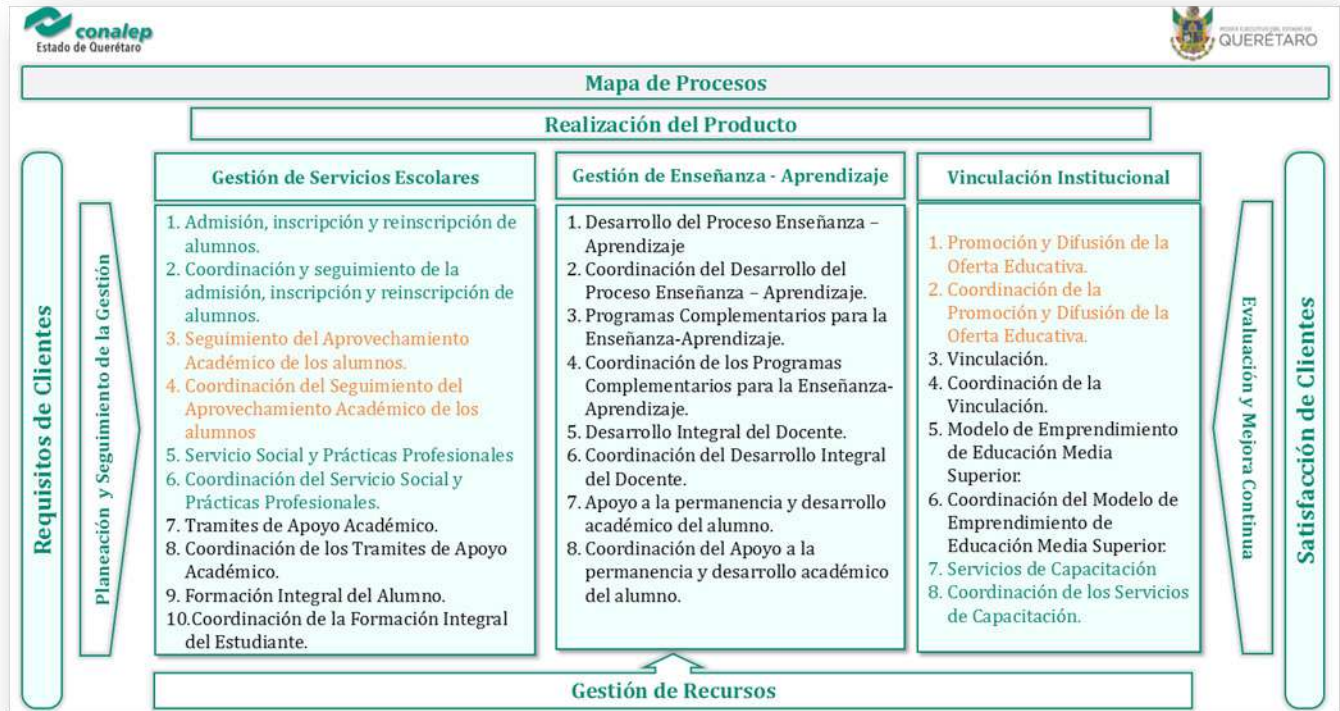 conalep
Estado de Querétaro
PODER EJECUTIVO DEL ESTADO DE
QUERÉTARO
Mapa de Procesos
Realización del Producto
Requisitos de Clientes
Planeación y Seguimiento de la Gestión
Gestión de Servicios Escolares
1. Admisión, inscripción y reinscripción de
alumnos.
2. Coordinación y seguimiento de la
admisión, inscripción y reinscripción de
alumnos.
3. Seguimiento del Aprovechamiento
Académico de los alumnos.
4. Coordinación del Seguimiento del
Aprovechamiento Académico de los
alumnos
5. Servicio Social y Prácticas Profesionales
6. Coordinación del Servicio Social y
Prácticas Profesionales.
7. Tramites de Apoyo Académico.
8. Coordinación de los Tramites de Apoyo
Académico.
9. Formación Integral del Alumno.
10.Coordinación de la Formación Integral
del Estudiante.
Gestión de Enseñanza - Aprendizaje
1. Desarrollo del Proceso Enseñanza –
Aprendizaje
2. Coordinación del Desarrollo del
Proceso Enseñanza – Aprendizaje.
3. Programas Complementarios para la
Enseñanza-Aprendizaje.
4. Coordinación de los Programas
Complementarios para la Enseñanza-
Aprendizaje.
5. Desarrollo Integral del Docente.
6. Coordinación del Desarrollo Integral
del Docente.
7. Apoyo a la permanencia y desarrollo
académico del alumno.
8. Coordinación del Apoyo a la
permanencia y desarrollo académico
del alumno.
Vinculación Institucional
1. Promoción y Difusión de la
Oferta Educativa.
2. Coordinación de la
Promoción y Difusión de la
Oferta Educativa.
3. Vinculación.
4. Coordinación de la
Vinculación.
5. Modelo de Emprendimiento
de Educación Media
Superior.
6. Coordinación del Modelo de
Emprendimiento de
Educación Media Superior.
7. Servicios de Capacitación
8. Coordinación de los Servicios
de Capacitación.
Evaluación y Mejora Continua
Satisfacción de Clientes
Gestión de Recursos